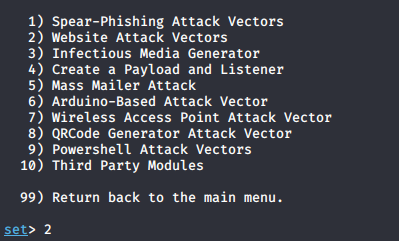 1) Spear-Phishing Attack Vectors
2) Website Attack Vectors
3) Infectious Media Generator
4) Create a Payload and Listener
5) Mass Mailer Attack
6) Arduino-Based Attack Vector
7) Wireless Access Point Attack Vector
8) QRCode Generator Attack Vector
9) Powershell Attack Vectors
10) Third Party Modules
99) Return back to the main menu.
set> 2